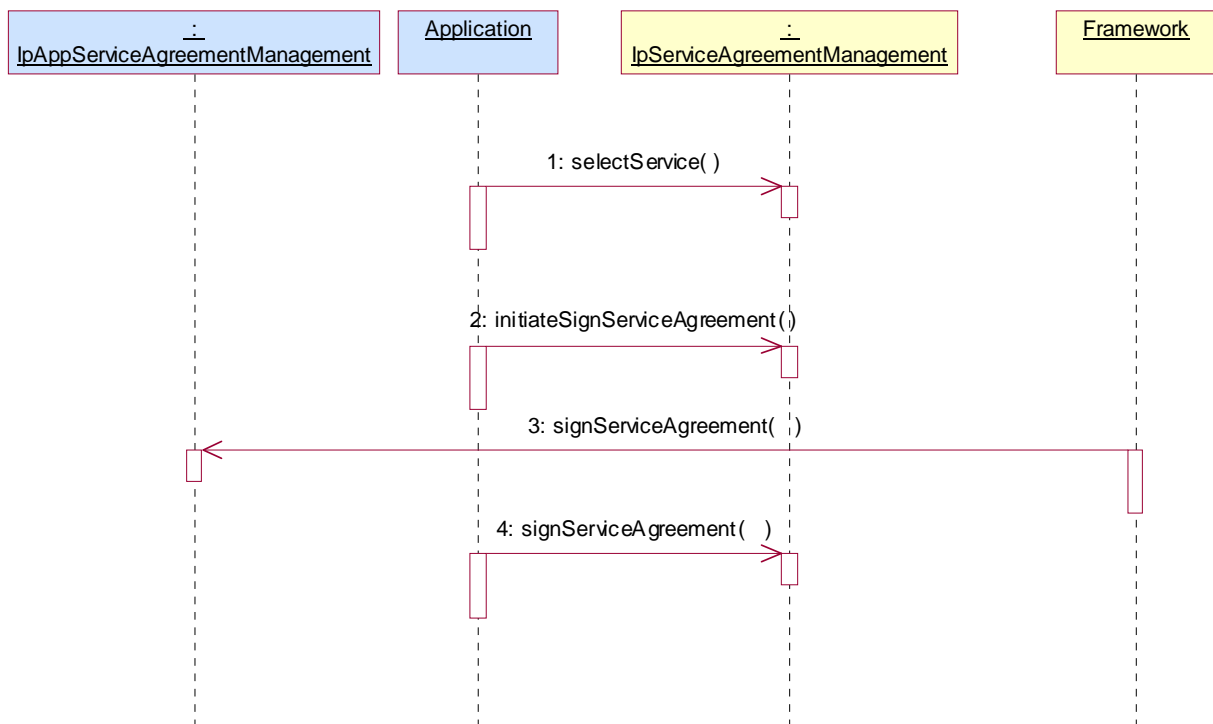 :
IpAppServiceAgreementManagement
Application
:
IpServiceAgreementManagement
Framework
1: selectService( )
2: initiateSignServiceAgreement( )
3: signServiceAgreement( )
4: signServiceAgreement( )